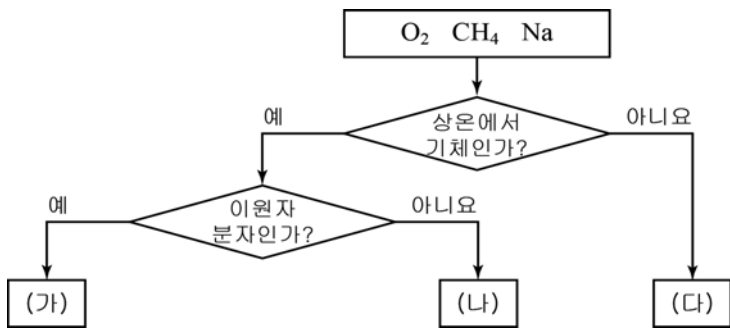 O₂ CH₄ Na
예
상온에서
기체인가?
아니요
예
이원자
분자인가?
아니요
(가)
(나)
(다)